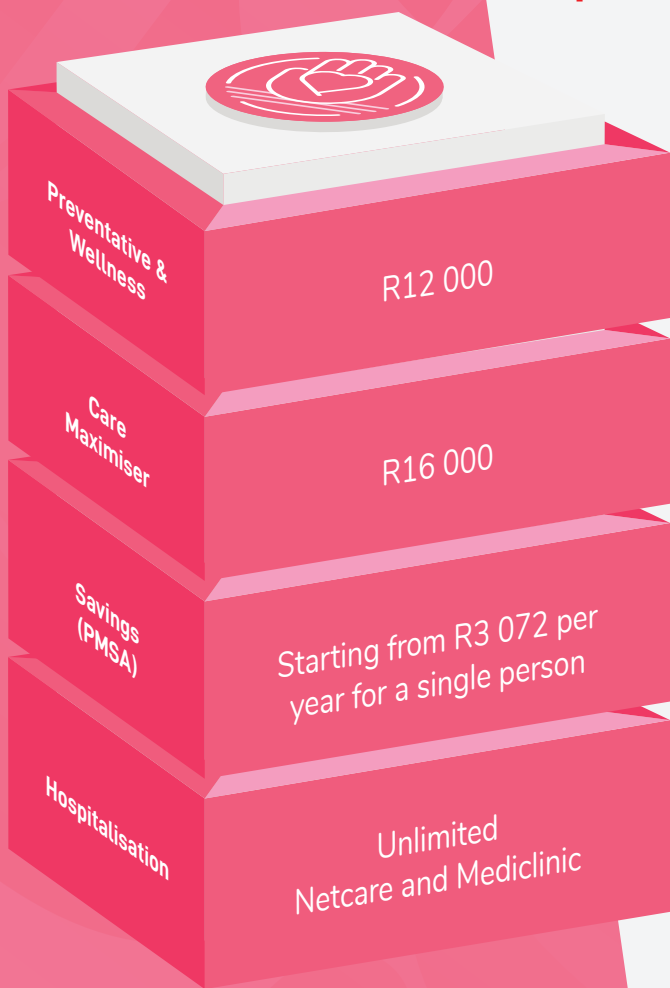 Preventative &
Wellness
R12 000
Care
Maximiser
R16 000
Savings
(PMSA)
Starting from R3 072 per
year for a single person
Hospitalisation
Unlimited
Netcare and Mediclinic